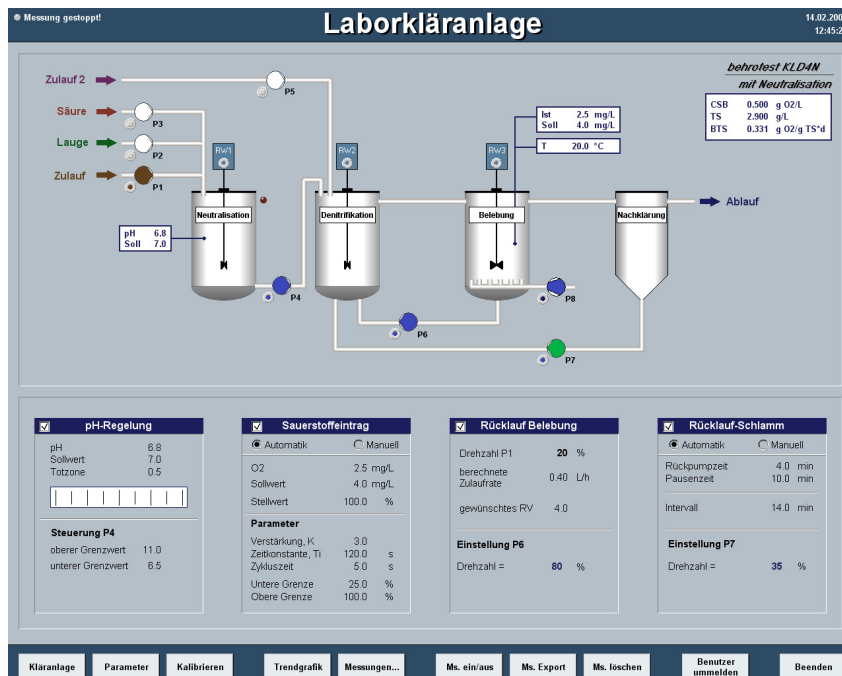 Messung gestoppt!
Laborkläranlage
14.02.200
12:45:2
behrotest KLD4N
mit Neutralisation
CSB 0.500 g O2/L
TS 2.900 g/L
BTS 0.331 g O2/g TS*d
Zulauf 2
P5
Säure
P3
Lauge
P2
Zulauf
P1
RW1
RW2
RW3
Ist 2.5 mg/L
Soll 4.0 mg/L
T 20.0 °C
Ablauf
Neutralisation
Denitrifikation
Belebung
Nachklärung
pH 6.8
Soll 7.0
P4
P8
P6
P7
pH-Regelung
pH 6.8
Sollwert 7.0
Totzone 0.5
Steuerung P4
oberer Grenzwert 11.0
unterer Grenzwert 6.5
Sauerstoffeintrag
Automatik Manuell
O2 2.5 mg/L
Sollwert 4.0 mg/L
Stellwert 100.0 %
Parameter
Verstärkung, K 3.0
Zeitkonstante, Ti 120.0 s
Zykluszeit 5.0 s
Untere Grenze 25.0 %
Obere Grenze 100.0 %
Rücklauf Belebung
Drehzahl P1 20 %
berechnete
Zulaufrate 0.40 L/h
gewünschtes RV 4.0
Einstellung P6
Drehzahl = 80 %
Rücklauf-Schlamm
Automatik Manuell
Rückpumpzeit 4.0 min
Pausenzeit 10.0 min
Intervall 14.0 min
Einstellung P7
Drehzahl = 35 %
Kläranlage
Parameter
Kalibrieren
Trendgrafik
Messungen...
Ms. ein/aus
Ms. Export
Ms. löschen
Benutzer
ummelden
Beenden